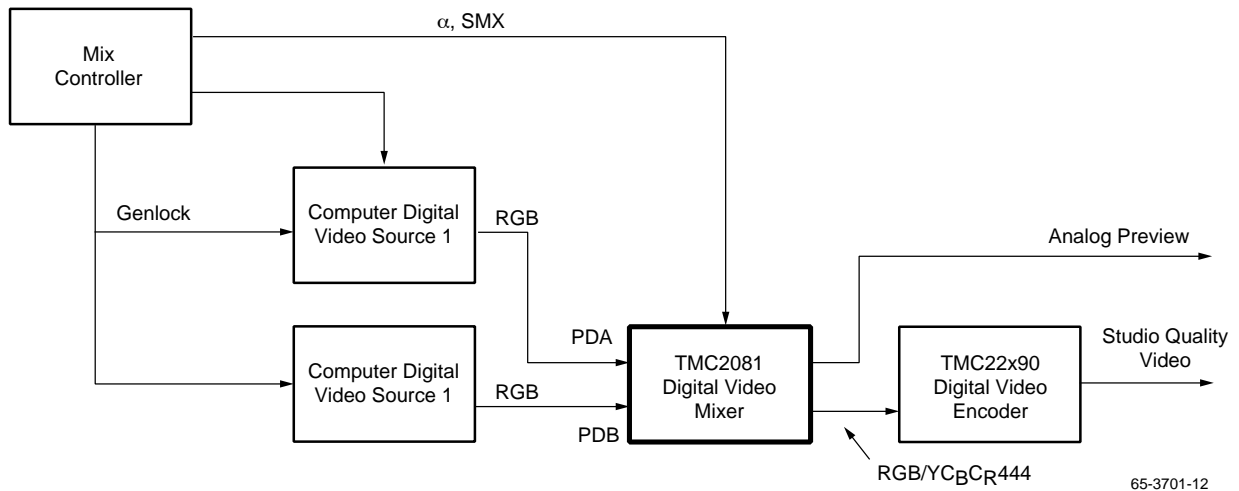 α, SMX
Mix
Controller
Genlock
Computer Digital
Video Source 1
RGB
Analog Preview
PDA
Computer Digital
Video Source 1
RGB
PDB
TMC2081
Digital Video
Mixer
TMC22x90
Digital Video
Encoder
Studio Quality
Video
RGB/YCBCR444
65-3701-12